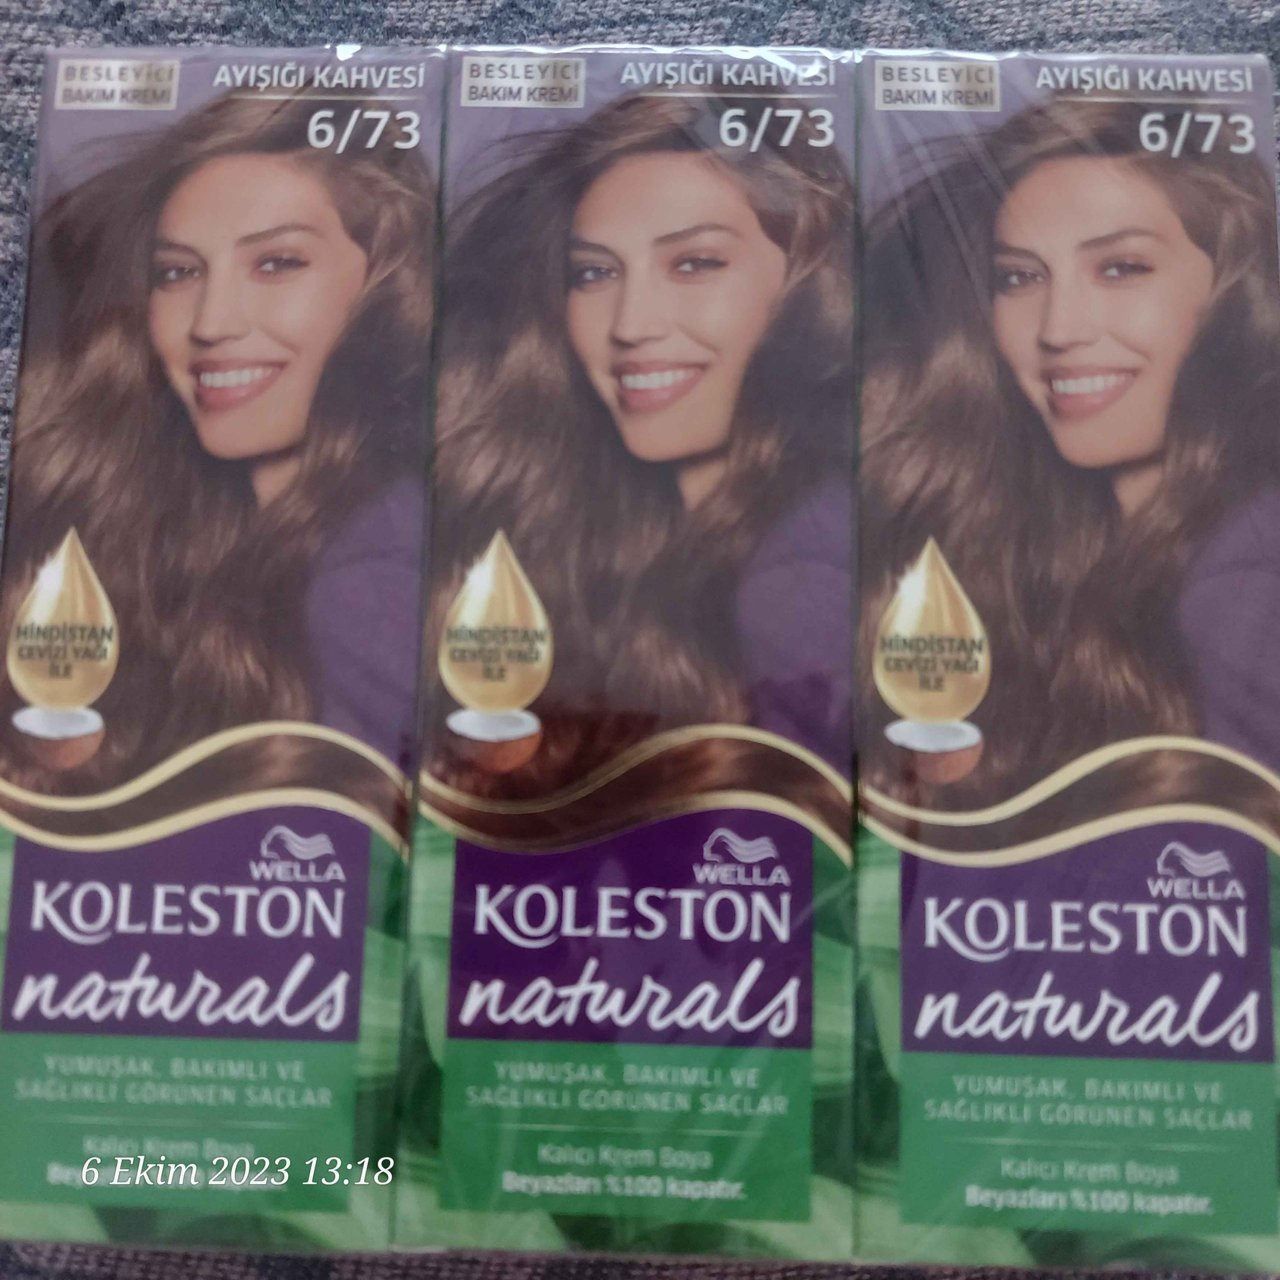 BESLEYİCİ
BAKIM KREMİ
AYIŞIĞI KAHVESİ
6/73
HİNDİSTAN
CEVİZİ YAĞI
İLE
WELLA
KOLESTON
naturals
YUMUŞAK, BAKIMLI VE
SAĞLIKLI GÖRÜNEN SAÇLAR
Kalıcı Krem Boya
6 Ekim 2023 13:18
BESLEYİCİ
BAKIM KREMİ
AYIŞIĞI KAHVESİ
6/73
HİNDİSTAN
CEVİZİ YAĞI
İLE
WELLA
KOLESTON
naturals
YUMUŞAK, BAKIMLI VE
SAĞLIKLI GÖRÜNEN SAÇLAR
Kalıcı Krem Boya
Beyazları %100 kapatır.
BESLEYİCİ
BAKIM KREMİ
AYIŞIĞI KAHVESİ
6/73
HİNDİSTAN
CEVİZİ YAĞI
İLE
WELLA
KOLESTON
naturals
YUMUŞAK, BAKIMLI VE
SAĞLIKLI GÖRÜNEN SAÇLAR
Kalıcı Krem Boya
Beyazları %100 kapatır.